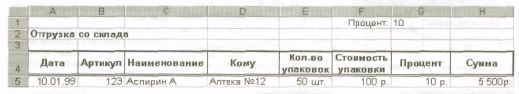 A B C D E F G H
1 Процент: 10
2 Отгрузка со склада
3
4 Дата Артикул Наименование Кому Кол-во упаковок Стоимость упаковки Процент Сумма
5 10.01.99 123 Аспирин А Аптека №12 50 шт. 100 р. 10 р. 5 500р.